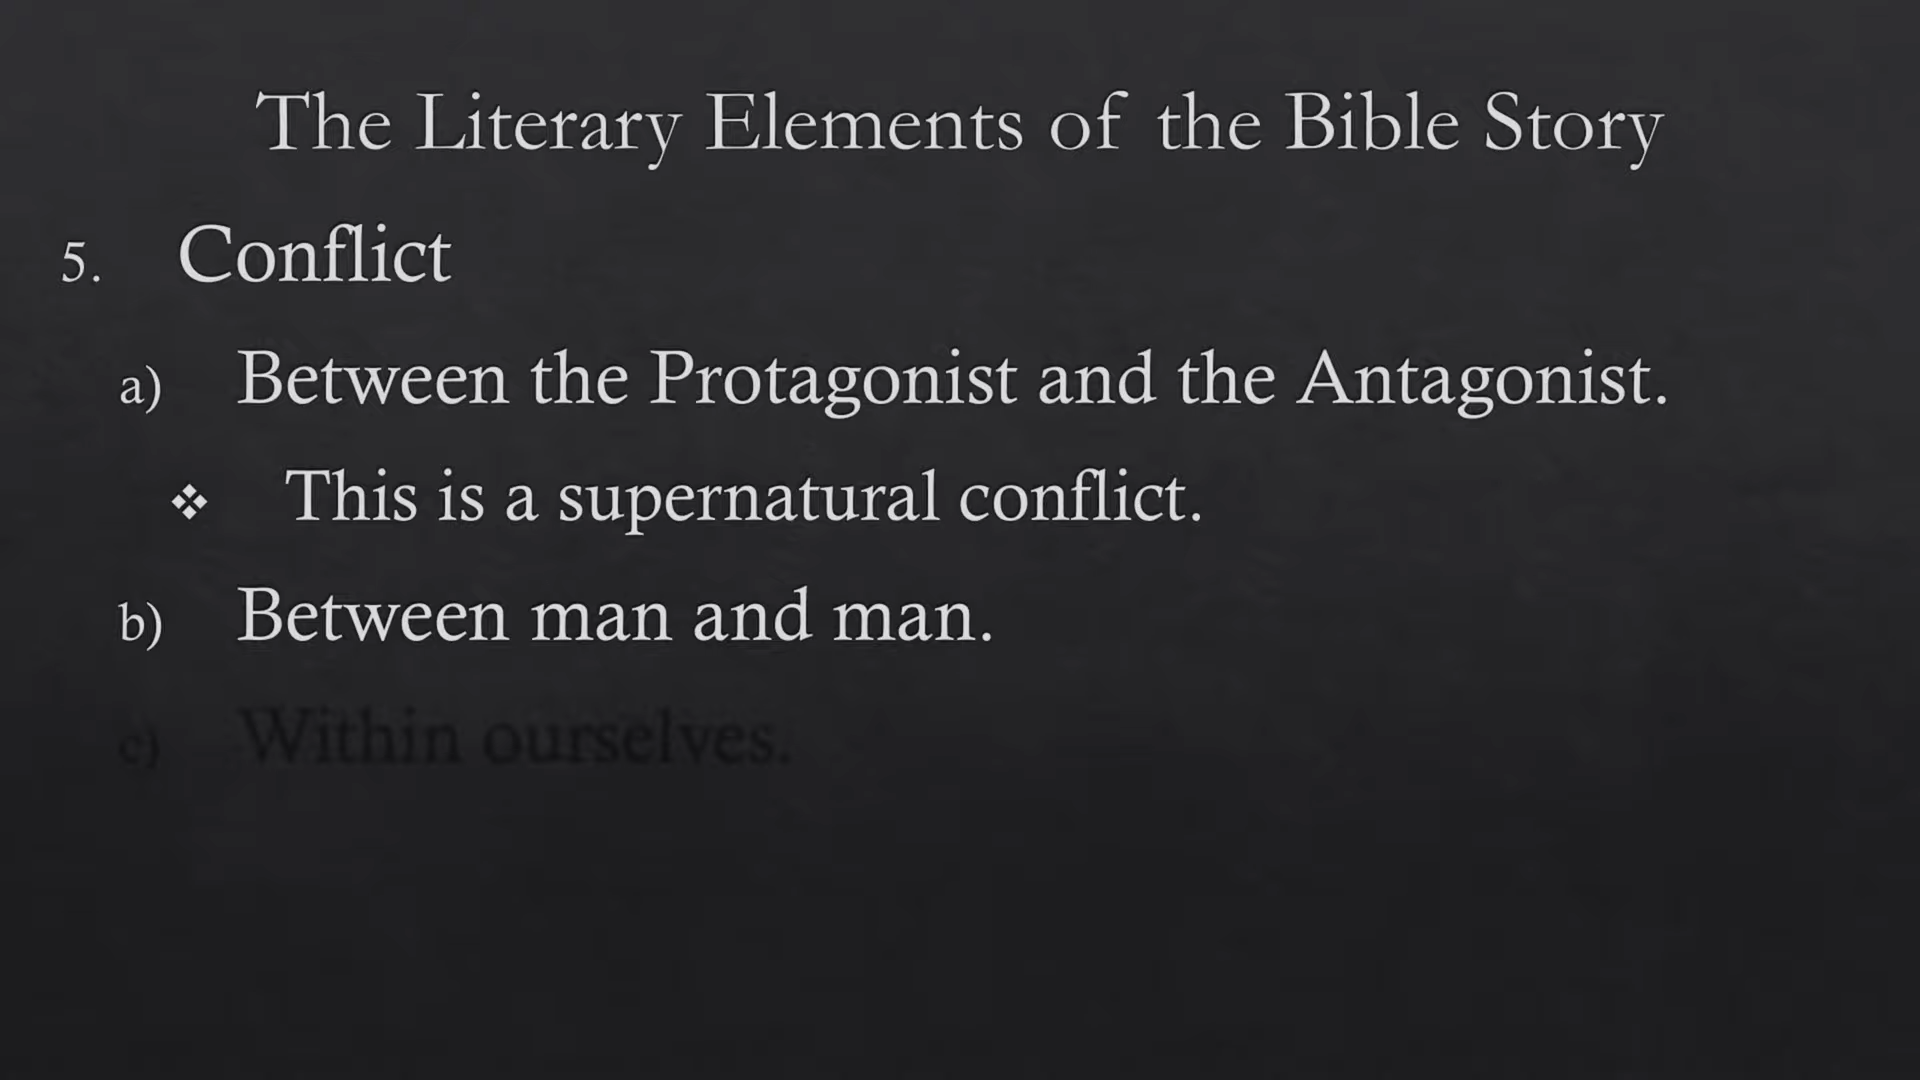 The Literary Elements of the Bible Story
5. Conflict
a) Between the Protagonist and the Antagonist.
❖ This is a supernatural conflict.
b) Between man and man.
c) Within ourselves.